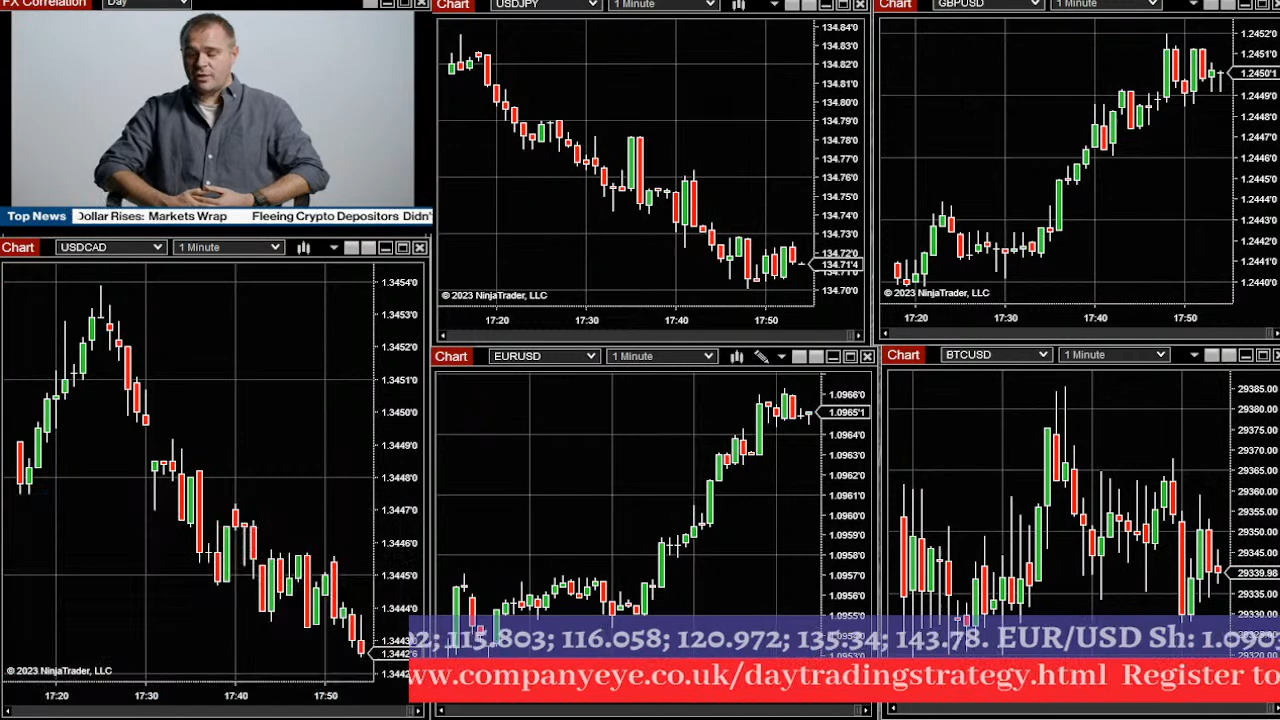 FX Correlation
Day
Top News
Dollar Rises: Markets Wrap Fleeing Crypto Depositors Didn'
Chart
USDCAD
1 Minute
1.3454'0
1.3453'0
1.3452'0
1.3451'0
1.3450'0
1.3449'0
1.3448'0
1.3447'0
1.3446'0
1.3445'0
1.3444'0
1.3443'0
1.3442'6
© 2023 NinjaTrader, LLC
17:20 17:30 17:40 17:50
Chart
USDJPY
1 Minute
134.84'0
134.83'0
134.82'0
134.81'0
134.80'0
134.79'0
134.78'0
134.77'0
134.76'0
134.75'0
134.74'0
134.73'0
134.72'0
134.71'4
134.70'0
© 2023 NinjaTrader, LLC
17:20 17:30 17:40 17:50
Chart
GBPUSD
1 Minute
1.2452'0
1.2451'0
1.2450'1
1.2449'0
1.2448'0
1.2447'0
1.2446'0
1.2445'0
1.2444'0
1.2443'0
1.2442'0
1.2441'0
1.2440'0
© 2023 NinjaTrader, LLC
17:20 17:30 17:40 17:50
Chart
EURUSD
1 Minute
1.0966'0
1.0965'1
1.0964'0
1.0963'0
1.0962'0
1.0961'0
1.0960'0
1.0959'0
1.0958'0
1.0957'0
1.0956'0
Chart
BTCUSD
1 Minute
29385.00
29380.00
29375.00
29370.00
29365.00
29360.00
29355.00
29350.00
29345.00
29339.98
29335.00
29330.00
115.803; 116.058; 120.972; 135.34; 143.78. EUR/USD Sh:
ww.companyeye.co.uk/daytradingstrategy.html Register to